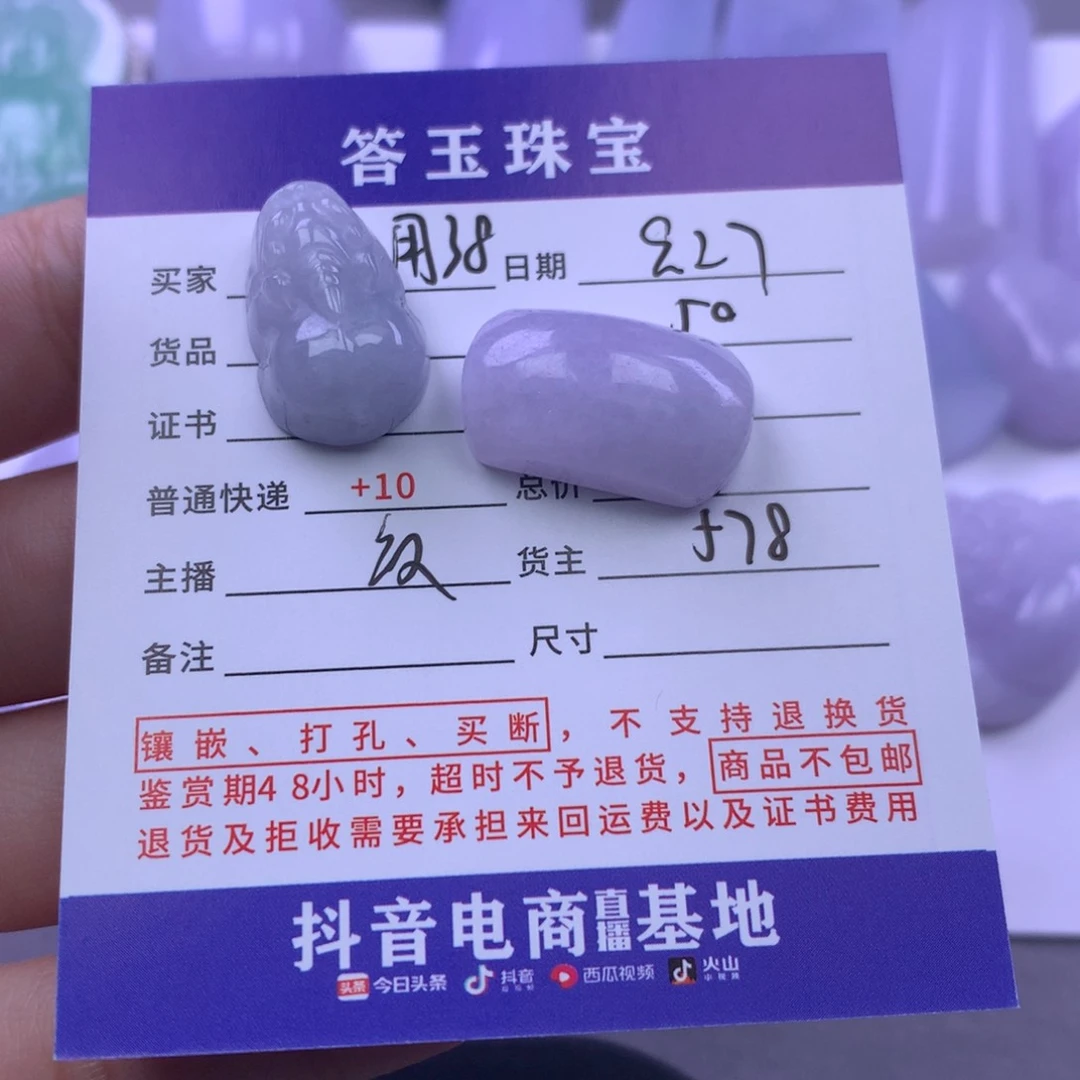 答玉珠宝
买家 用38 日期 227
货品 50
证书
普通快递 +10 总价
主播 货主 578
备注 尺寸
镶嵌、打孔、买断，不支持退换货
鉴赏期48小时，超时不予退货，商品不包邮
退货及拒收需要承担来回运费以及证书费用
抖音电商直播基地
头条 今日头条 抖音 西瓜视频 火山